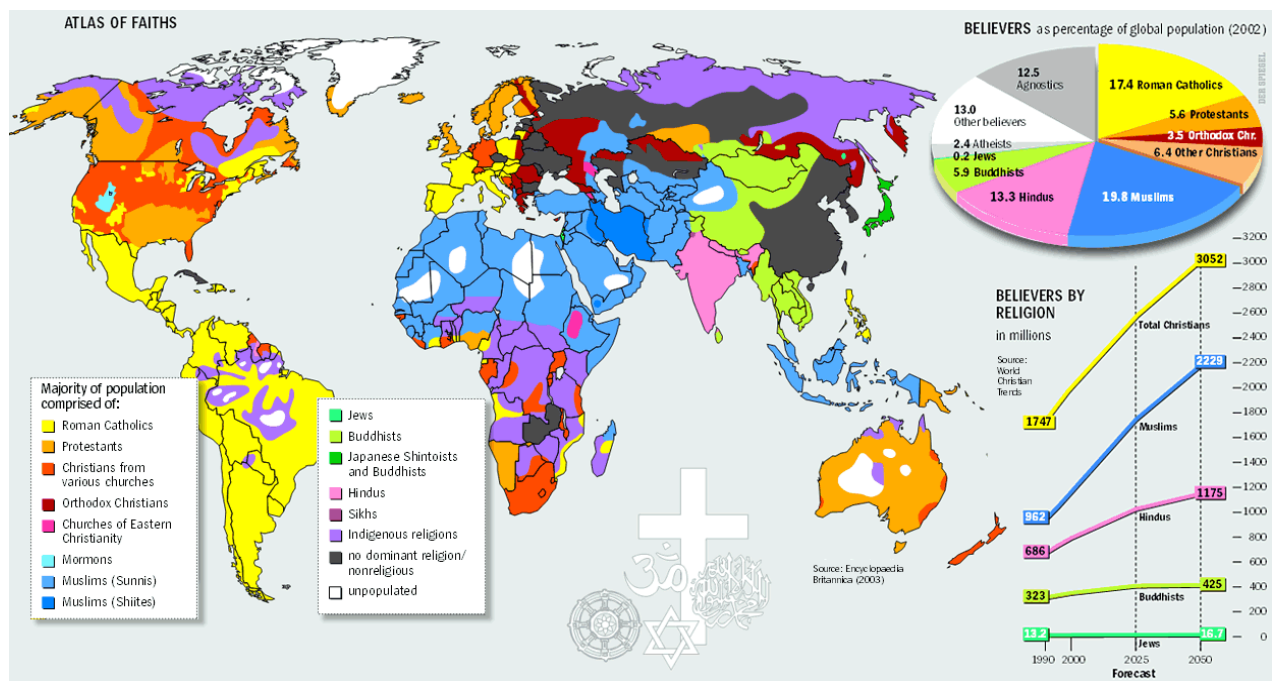 ATLAS OF FAITHS
BELIEVERS as percentage of global population (2002)
12.5
Agnostics
17.4 Roman Catholics
5.6 Protestants
3.5 Orthodox Chr.
6.4 Other Christians
13.0
Other believers
2.4 Atheists
0.2 Jews
5.9 Buddhists
13.3 Hindus
19.8 Muslims
DER SPIEGEL
Majority of population
comprised of:
Roman Catholics
Protestants
Christians from
various churches
Orthodox Christians
Churches of Eastern
Christianity
Mormons
Muslims (Sunnis)
Muslims (Shiites)
Jews
Buddhists
Japanese Shintoists
and Buddhists
Hindus
Sikhs
Indigenous religions
no dominant religion/
nonreligious
unpopulated
Source: Encyclopaedia
Britannica (2003)
BELIEVERS BY
RELIGION
in millions
Source:
World
Christian
Trends
3200
3000
2800
2600
2400
2200
2000
1800
1600
1400
1200
1000
800
600
400
200
0
1747
3052
Total Christians
962
2229
Muslims
686
1175
Hindus
323
425
Buddhists
13.2
16.7
Jews
1990 2000 2025 2050
Forecast